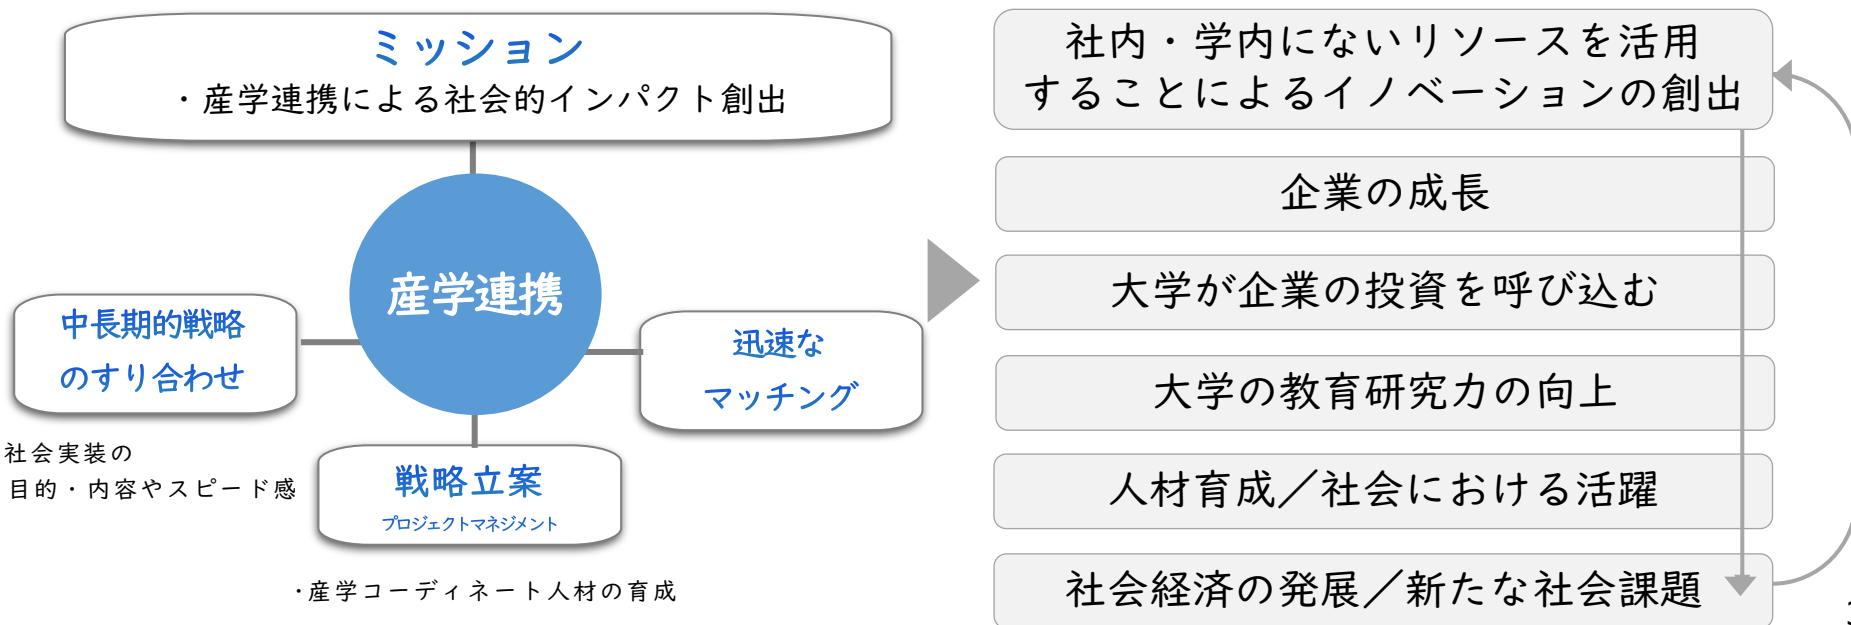 ミッション
・産学連携による社会的インパクト創出
産学連携
中長期的戦略
のすり合わせ
社会実装の
目的・内容やスピード感
迅速な
マッチング
戦略立案
プロジェクトマネジメント
・産学コーディネート人材の育成
社内・学内にないリソースを活用
することによるイノベーションの創出
企業の成長
大学が企業の投資を呼び込む
大学の教育研究力の向上
人材育成／社会における活躍
社会経済の発展／新たな社会課題